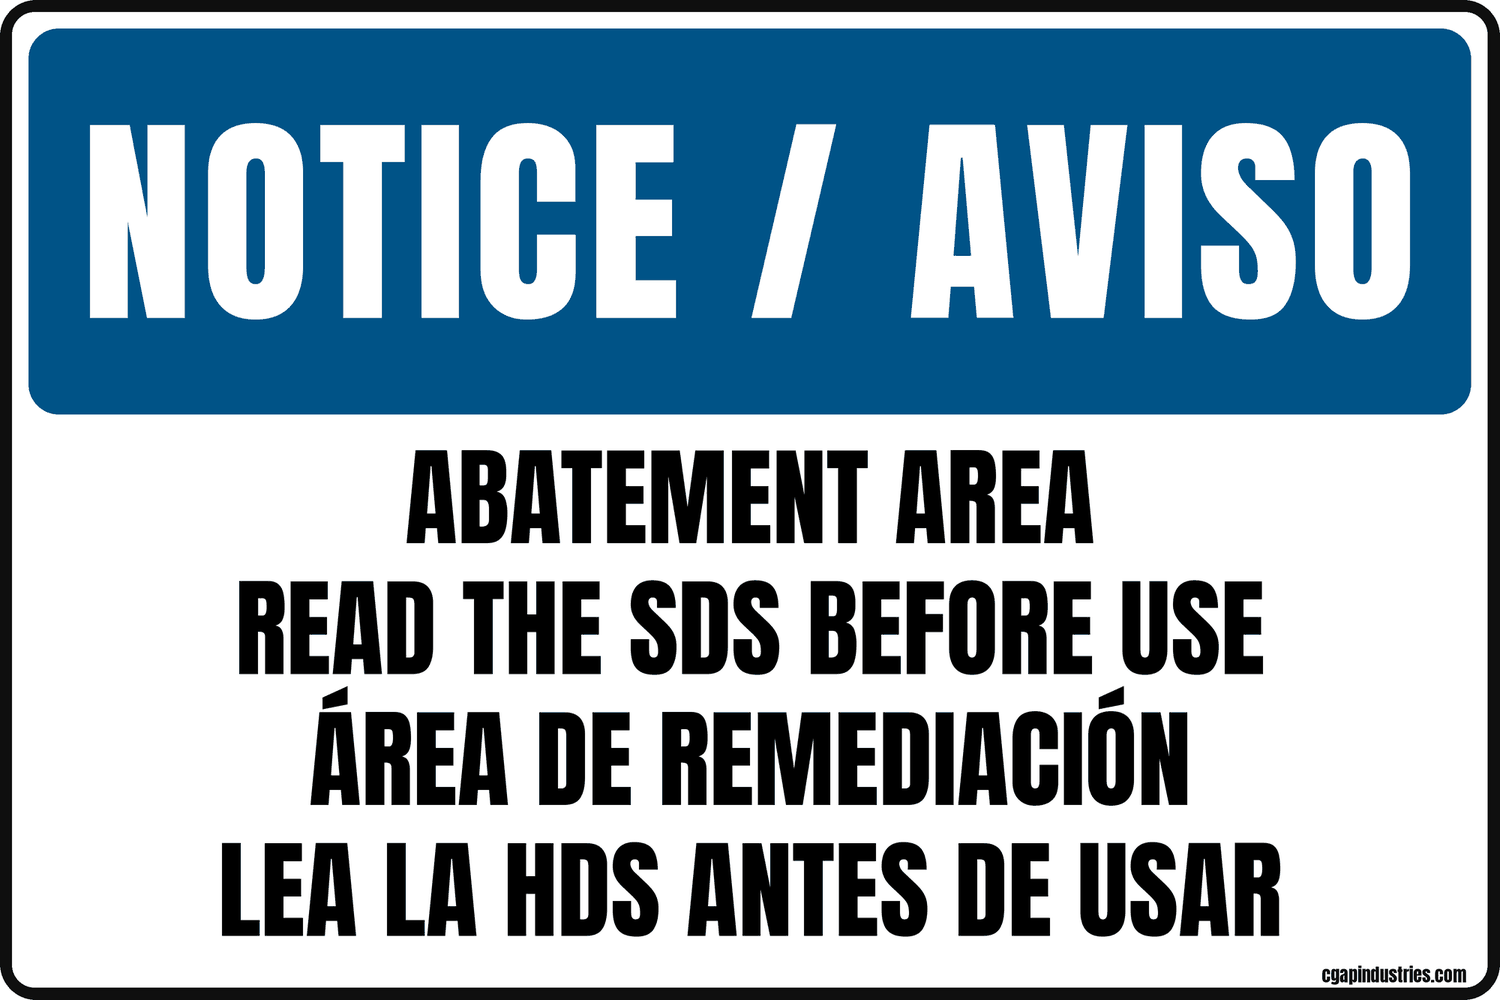 NOTICE / AVISO
ABATEMENT AREA
READ THE SDS BEFORE USE
ÁREA DE REMEDIACIÓN
LEA LA HDS ANTES DE USAR
cgapindustries.com